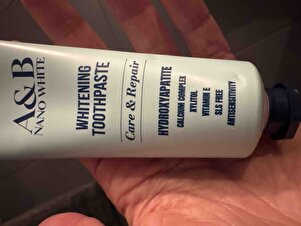 A&B
NANO WHITE
WHITENING
TOOTHPASTE
Care & Repair
HYDROXYAPATITE
CALCIUM COMPLEX
XYLITOL
VITAMIN E
SLS FREE
ANTISENSITIVITY